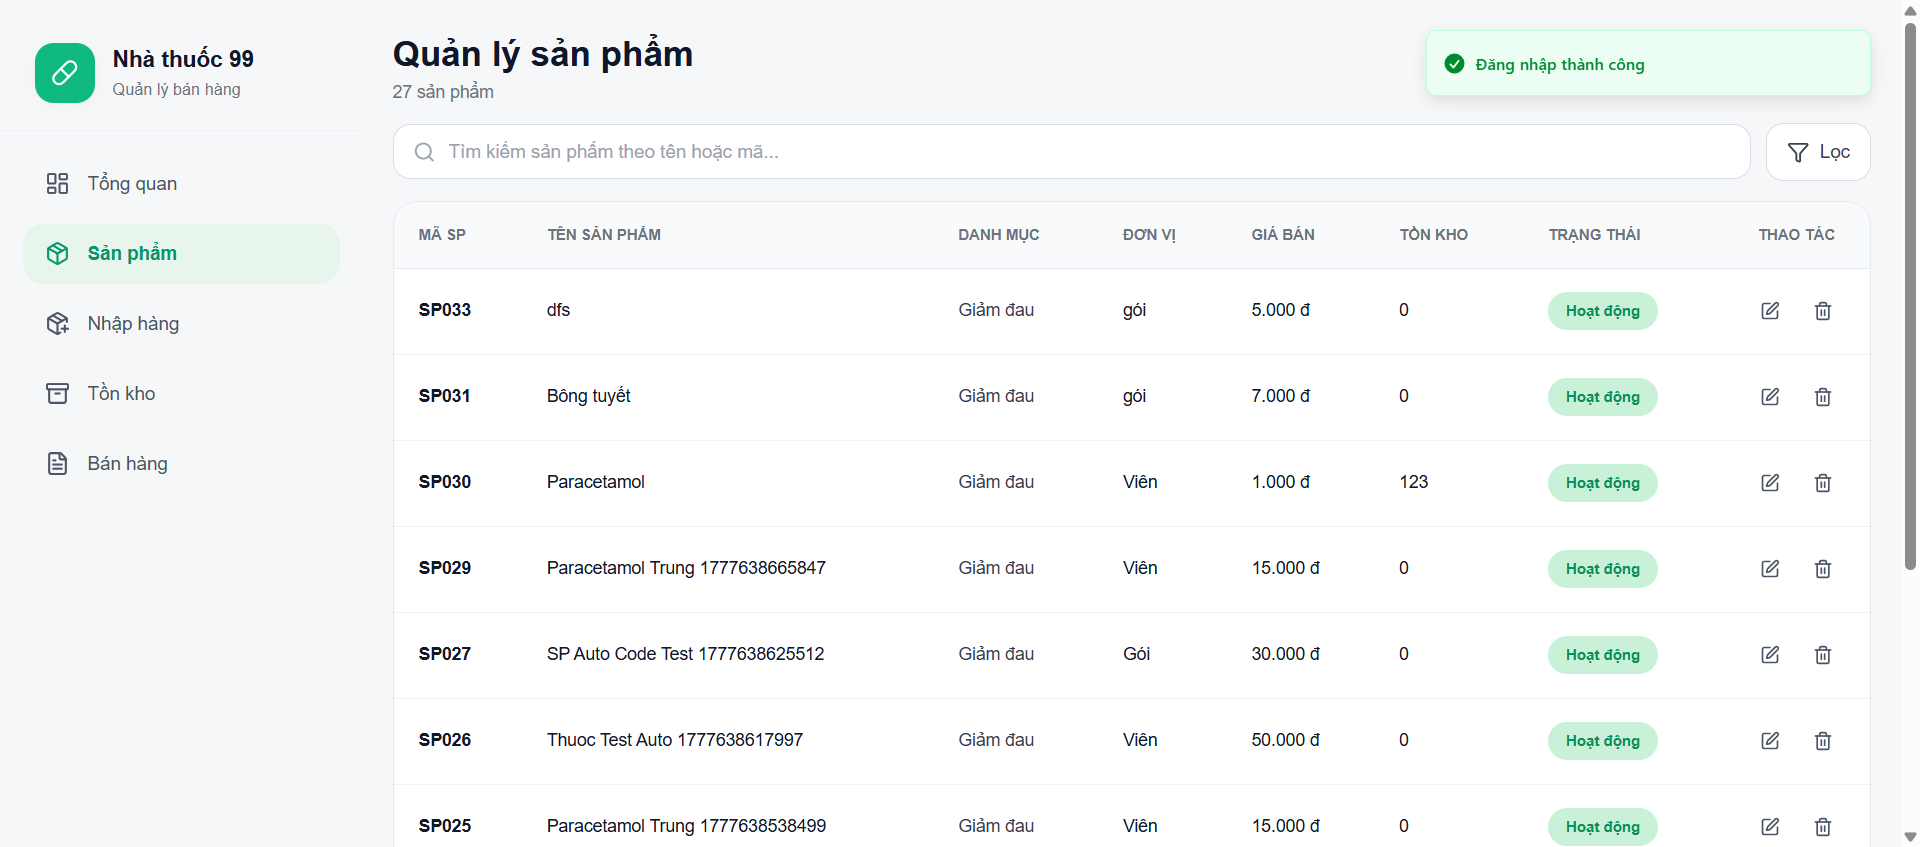 Nhà thuốc 99
Quản lý bán hàng
Tổng quan
Sản phẩm
Nhập hàng
Tồn kho
Bán hàng
Quản lý sản phẩm
27 sản phẩm
Đăng nhập thành công
Tìm kiếm sản phẩm theo tên hoặc mã...
Lọc
MÃ SP TÊN SẢN PHẨM DANH MỤC ĐƠN VỊ GIÁ BÁN TỒN KHO TRẠNG THÁI THAO TÁC
SP033 dfs Giảm đau gói 5.000 đ 0 Hoạt động
SP031 Bông tuyết Giảm đau gói 7.000 đ 0 Hoạt động
SP030 Paracetamol Giảm đau Viên 1.000 đ 123 Hoạt động
SP029 Paracetamol Trung 1777638665847 Giảm đau Viên 15.000 đ 0 Hoạt động
SP027 SP Auto Code Test 1777638625512 Giảm đau Gói 30.000 đ 0 Hoạt động
SP026 Thuoc Test Auto 1777638617997 Giảm đau Viên 50.000 đ 0 Hoạt động
SP025 Paracetamol Trung 1777638538499 Giảm đau Viên 15.000 đ 0 Hoạt động